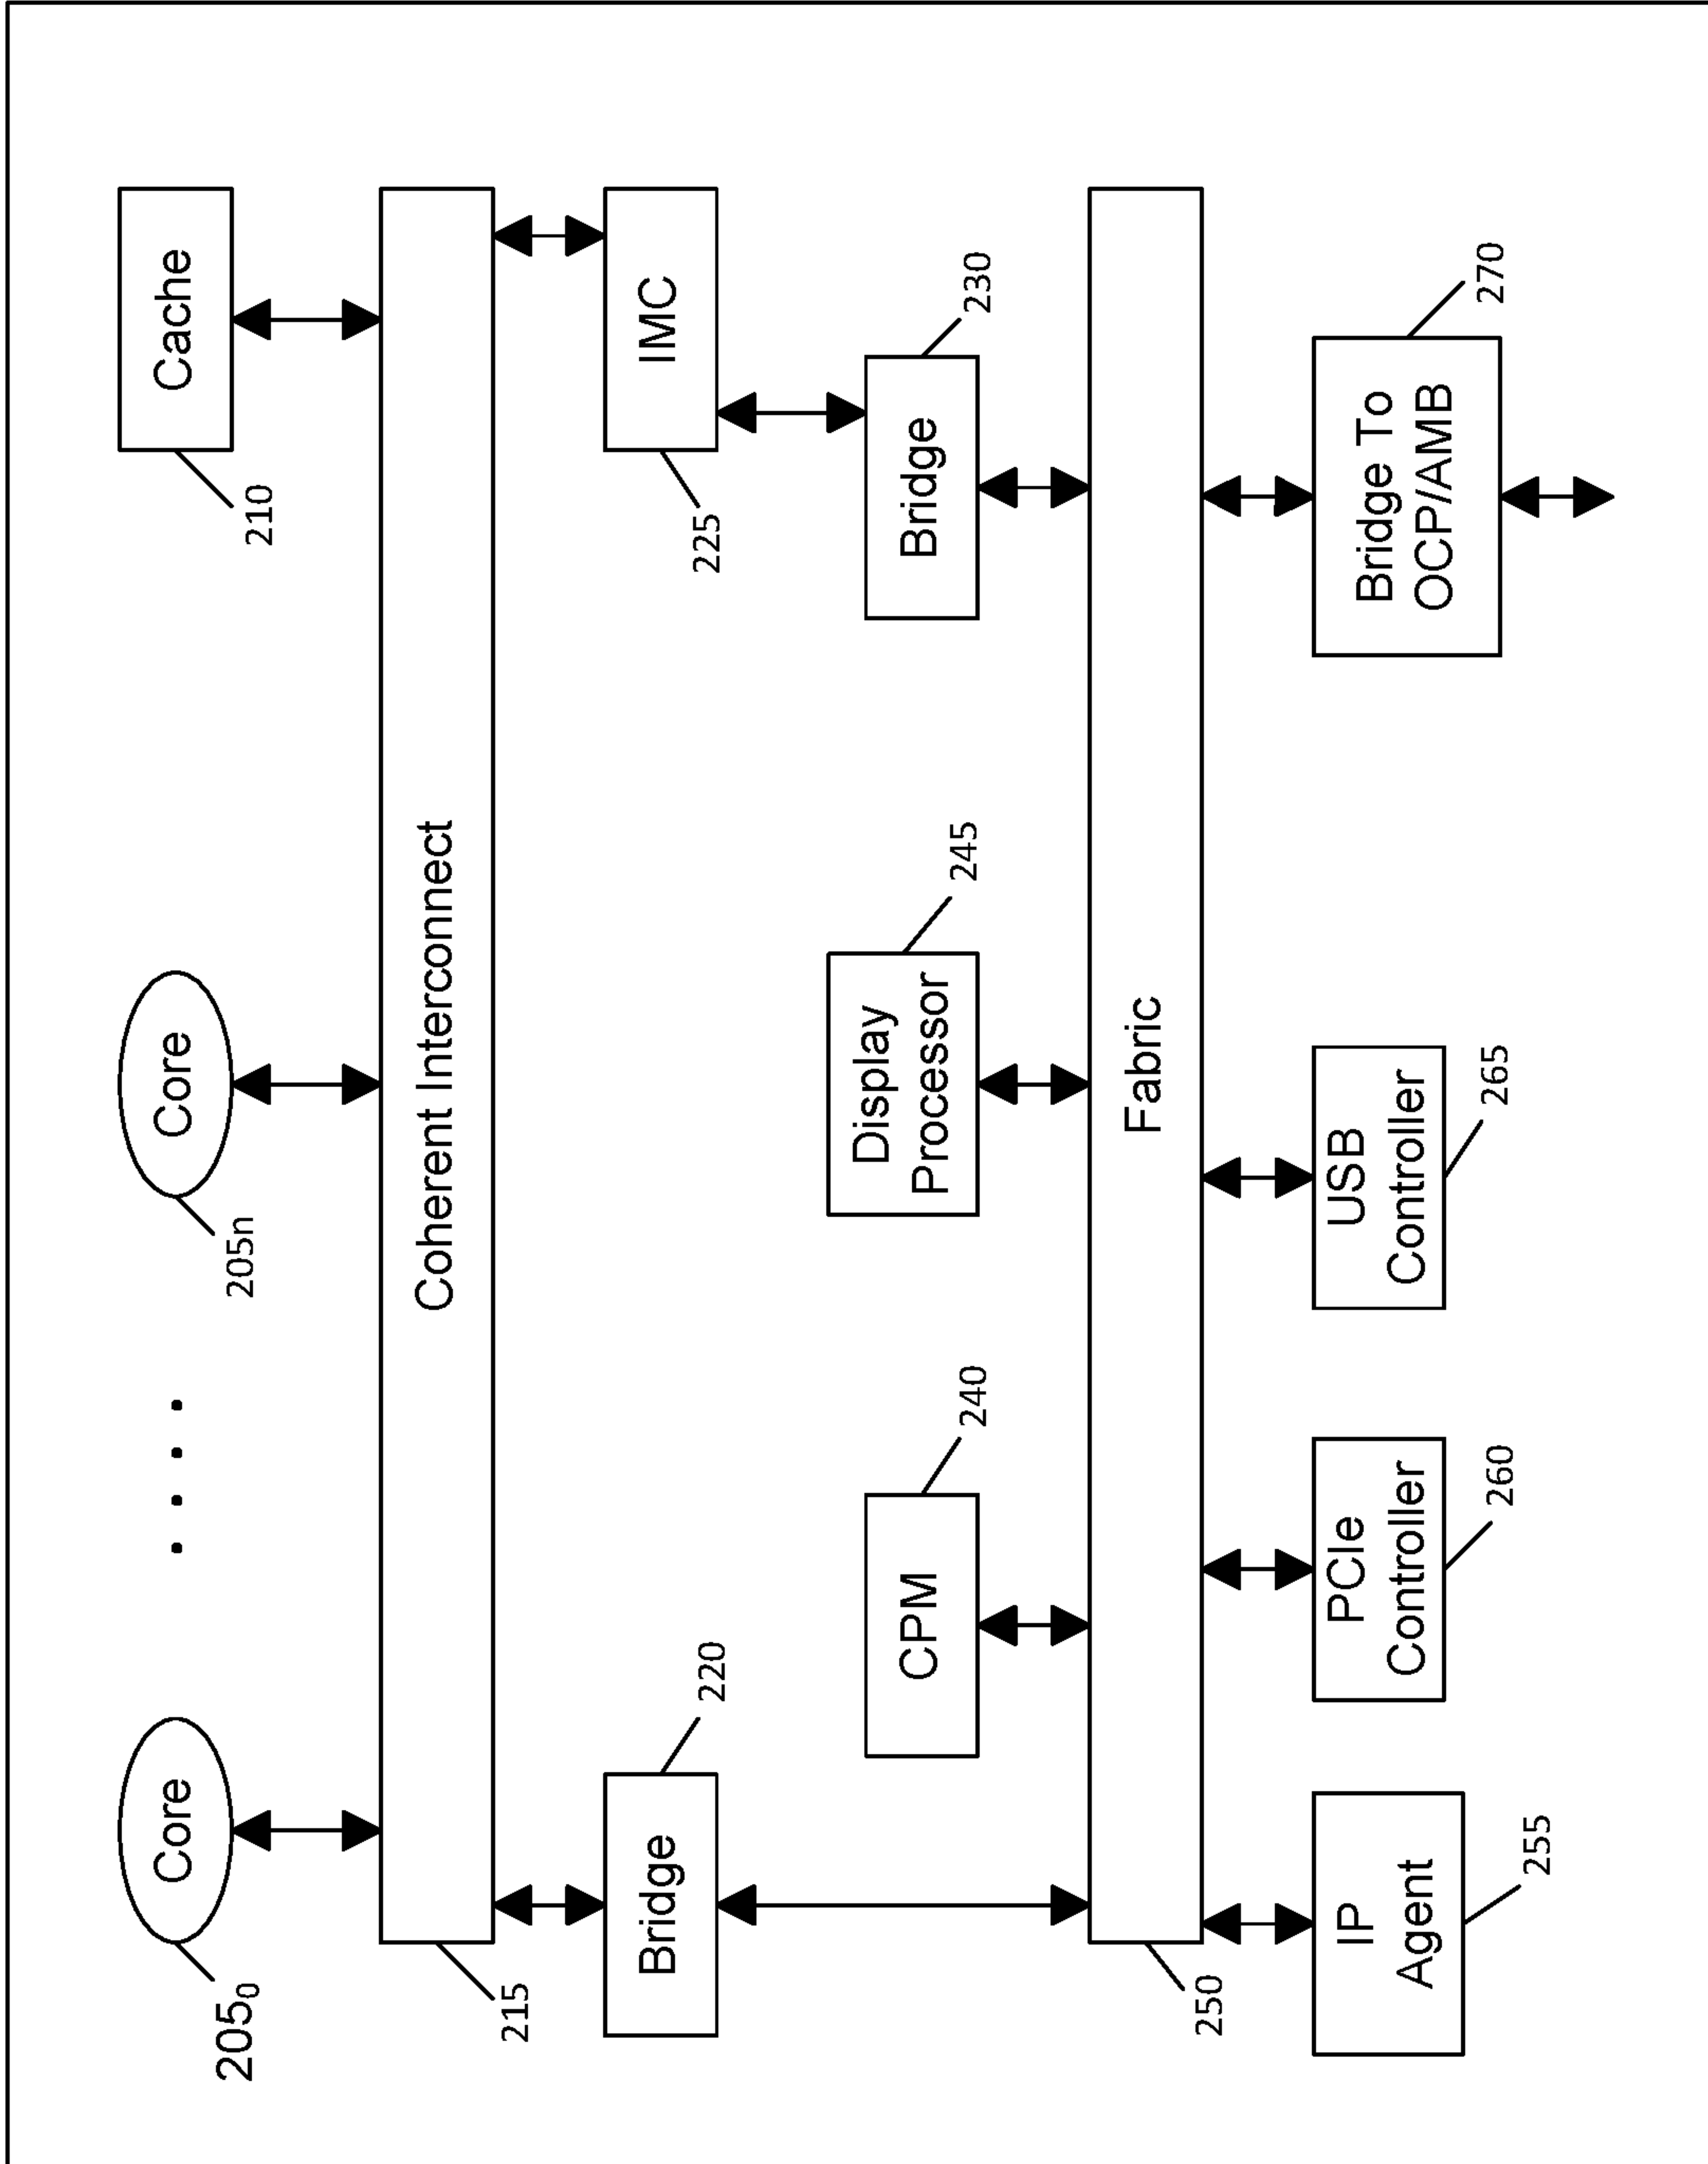 Core
Core
Cache
205₀
205n
210
Coherent Interconnect
215
Bridge
220
IMC
225
CPM
240
Display
Processor
245
Bridge
230
Fabric
250
IP
Agent
255
PCIe
Controller
260
USB
Controller
265
Bridge To
OCP/AMB
270